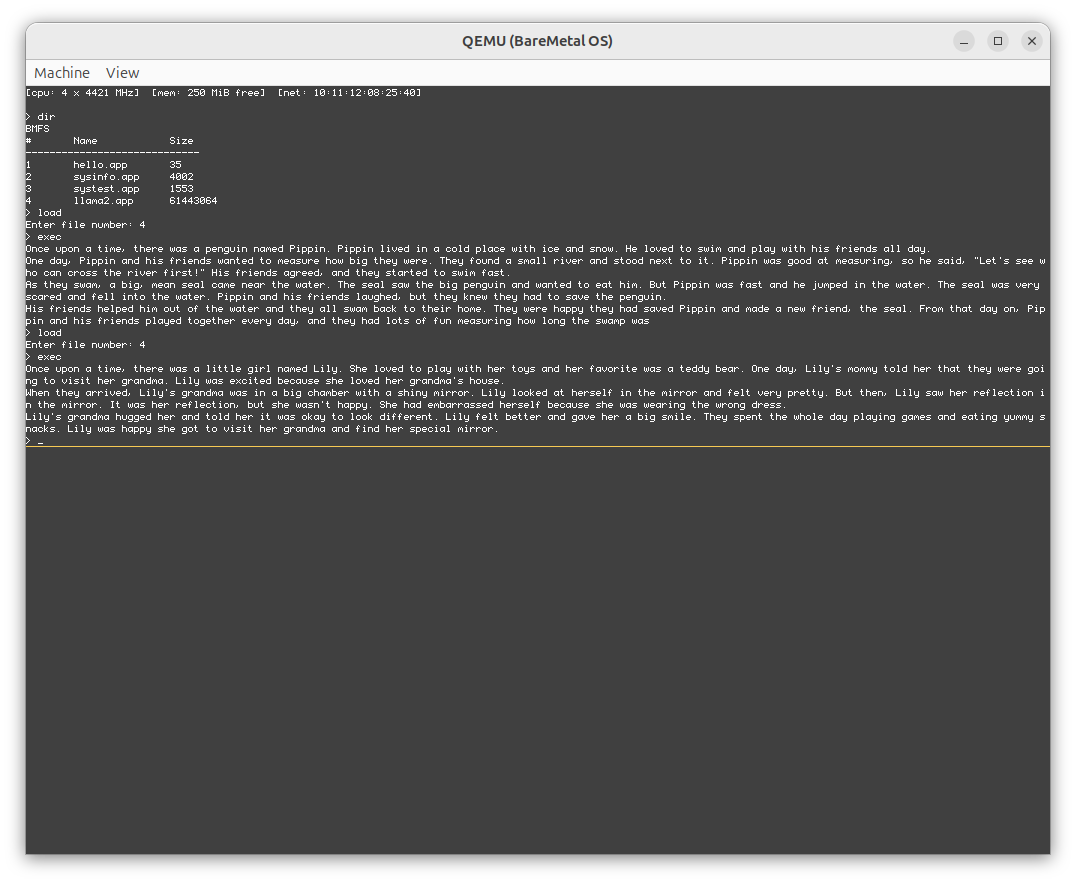 QEMU (BareMetal OS)
Machine View
[cpu: 4 x 4421 MHz] [mem: 250 MiB free] [net: 10:11:12:08:25:40]
> dir
BMFS
# Name Size
-----------------------------
1 hello.app 35
2 sysinfo.app 4002
3 systest.app 1553
4 llama2.app 61443064
> load
Enter file number: 4
> exec
Once upon a time, there was a penguin named Pippin. Pippin lived in a cold place with ice and snow. He loved to swim and play with his friends all day.
One day, Pippin and his friends wanted to measure how big they were. They found a small river and stood next to it. Pippin was good at measuring, so he said, "Let's see w
ho can cross the river first!" His friends agreed, and they started to swim fast.
As they swam, a big, mean seal came near the water. The seal saw the big penguin and wanted to eat him. But Pippin was fast and he jumped in the water. The seal was very
scared and fell into the water. Pippin and his friends laughed, but they knew they had to save the penguin.
His friends helped him out of the water and they all swam back to their home. They were happy they had saved Pippin and made a new friend, the seal. From that day on, Pip
pin and his friends played together every day, and they had lots of fun measuring how long the swamp was
> load
Enter file number: 4
> exec
Once upon a time, there was a little girl named Lily. She loved to play with her toys and her favorite was a teddy bear. One day, Lily's mommy told her that they were goi
ng to visit her grandma. Lily was excited because she loved her grandma's house.
When they arrived, Lily's grandma was in a big chamber with a shiny mirror. Lily looked at herself in the mirror and felt very pretty. But then, Lily saw her reflection i
n the mirror. It was her reflection, but she wasn't happy. She had embarrassed herself because she was wearing the wrong dress.
Lily's grandma hugged her and told her it was okay to look different. Lily felt better and gave her a big smile. They spent the whole day playing games and eating yummy s
nacks. Lily was happy she got to visit her grandma and find her special mirror.
> _